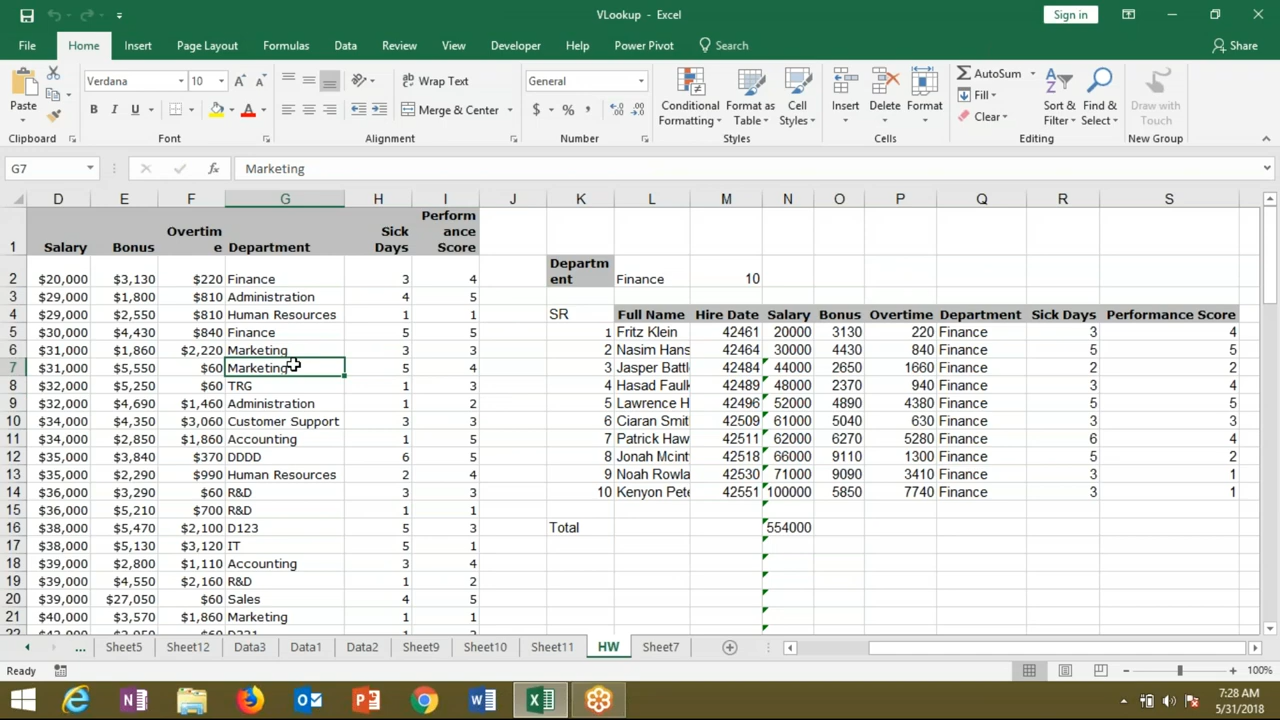 VLookup - Excel
Sign in
File Home Insert Page Layout Formulas Data Review View Developer Help Power Pivot Search Share
Paste
Verdana 10
Wrap Text
General
Merge & Center
Conditional Formatting
Format as Table
Cell Styles
Insert Delete Format
AutoSum
Fill
Clear
Sort & Filter
Find & Select
Draw with Touch
Clipboard Font Alignment Number Styles Cells Editing New Group
G7 Marketing
D E F G H I J K L M N O P Q R S
1 Salary Bonus Overtime Department Sick Days Performance Score
2 $20,000 $3,130 $220 Finance 3 4 Department Finance 10
3 $29,000 $1,800 $810 Administration 4 5
4 $29,000 $2,550 $810 Human Resources 1 1 SR Full Name Hire Date Salary Bonus Overtime Department Sick Days Performance Score
5 $30,000 $4,430 $840 Finance 5 5 1 Fritz Klein 42461 20000 3130 220 Finance 3 4
6 $31,000 $1,860 $2,220 Marketing 3 3 2 Nasim Hans 42464 30000 4430 840 Finance 5 5
7 $31,000 $5,550 $60 Marketing 5 4 3 Jasper Battl 42484 44000 2650 1660 Finance 2 2
8 $32,000 $5,250 $60 TRG 1 3 4 Hasad Faulk 42489 48000 2370 940 Finance 3 4
9 $32,000 $4,690 $1,460 Administration 1 2 5 Lawrence H 42496 52000 4890 4380 Finance 5 5
10 $34,000 $4,350 $3,060 Customer Support 3 3 6 Ciaran Smit 42509 61000 5040 630 Finance 3 3
11 $34,000 $2,850 $1,860 Accounting 1 5 7 Patrick Haw 42511 62000 6270 5280 Finance 6 4
12 $35,000 $3,840 $370 DDDD 6 5 8 Jonah Mcint 42518 66000 9110 1300 Finance 5 2
13 $35,000 $2,290 $990 Human Resources 2 4 9 Noah Rowla 42530 71000 9090 3410 Finance 3 1
14 $36,000 $3,290 $60 R&D 3 3 10 Kenyon Pete 42551 100000 5850 7740 Finance 3 1
15 $36,000 $5,210 $700 R&D 1 1
16 $38,000 $5,470 $2,100 D123 5 3 Total 554000
17 $38,000 $5,130 $3,120 IT 5 1
18 $39,000 $2,800 $1,110 Accounting 3 4
19 $39,000 $4,550 $2,160 R&D 1 2
20 $39,000 $27,050 $60 Sales 4 5
21 $40,000 $3,570 $1,860 Marketing 1 1
... Sheet5 Sheet12 Data3 Data1 Data2 Sheet9 Sheet10 Sheet11 HW Sheet7
Ready 100%
7:28 AM
5/31/2018